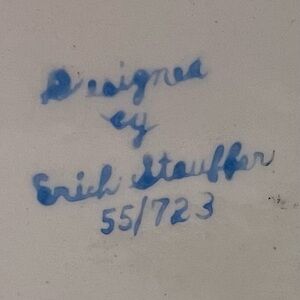 Designed
by
Erich Stauffer
55/723